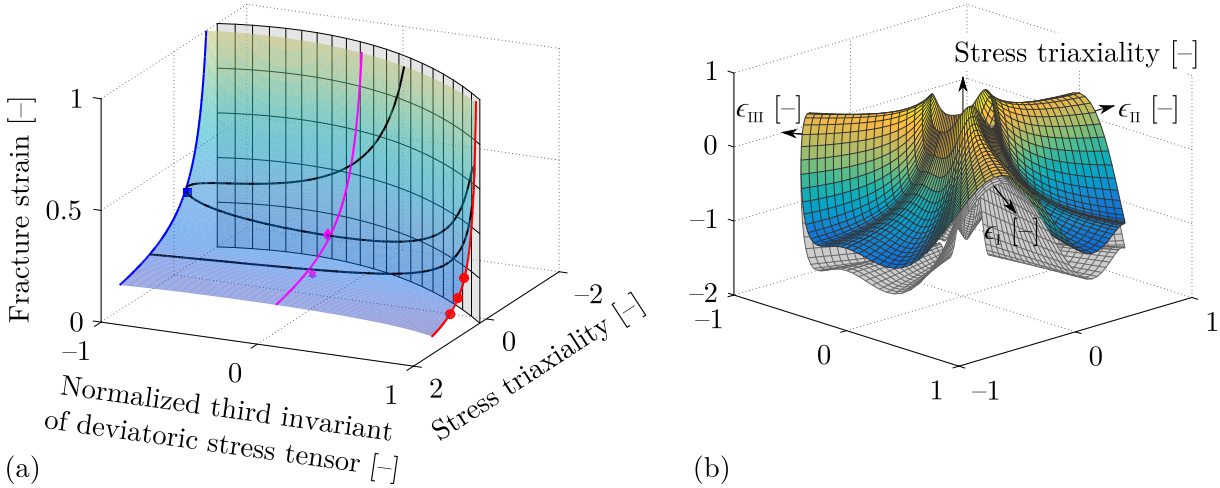 Fracture strain [–]
1
0.5
0
–1
0
1
Normalized third invariant
of deviatoric stress tensor [–]
2
0
–2
Stress triaxiality [–]
(a)
Stress triaxiality [–]
ϵIII [–]
ϵII [–]
ϵI [–]
1
0
–1
–2
–1
0
1
–1
0
1
(b)